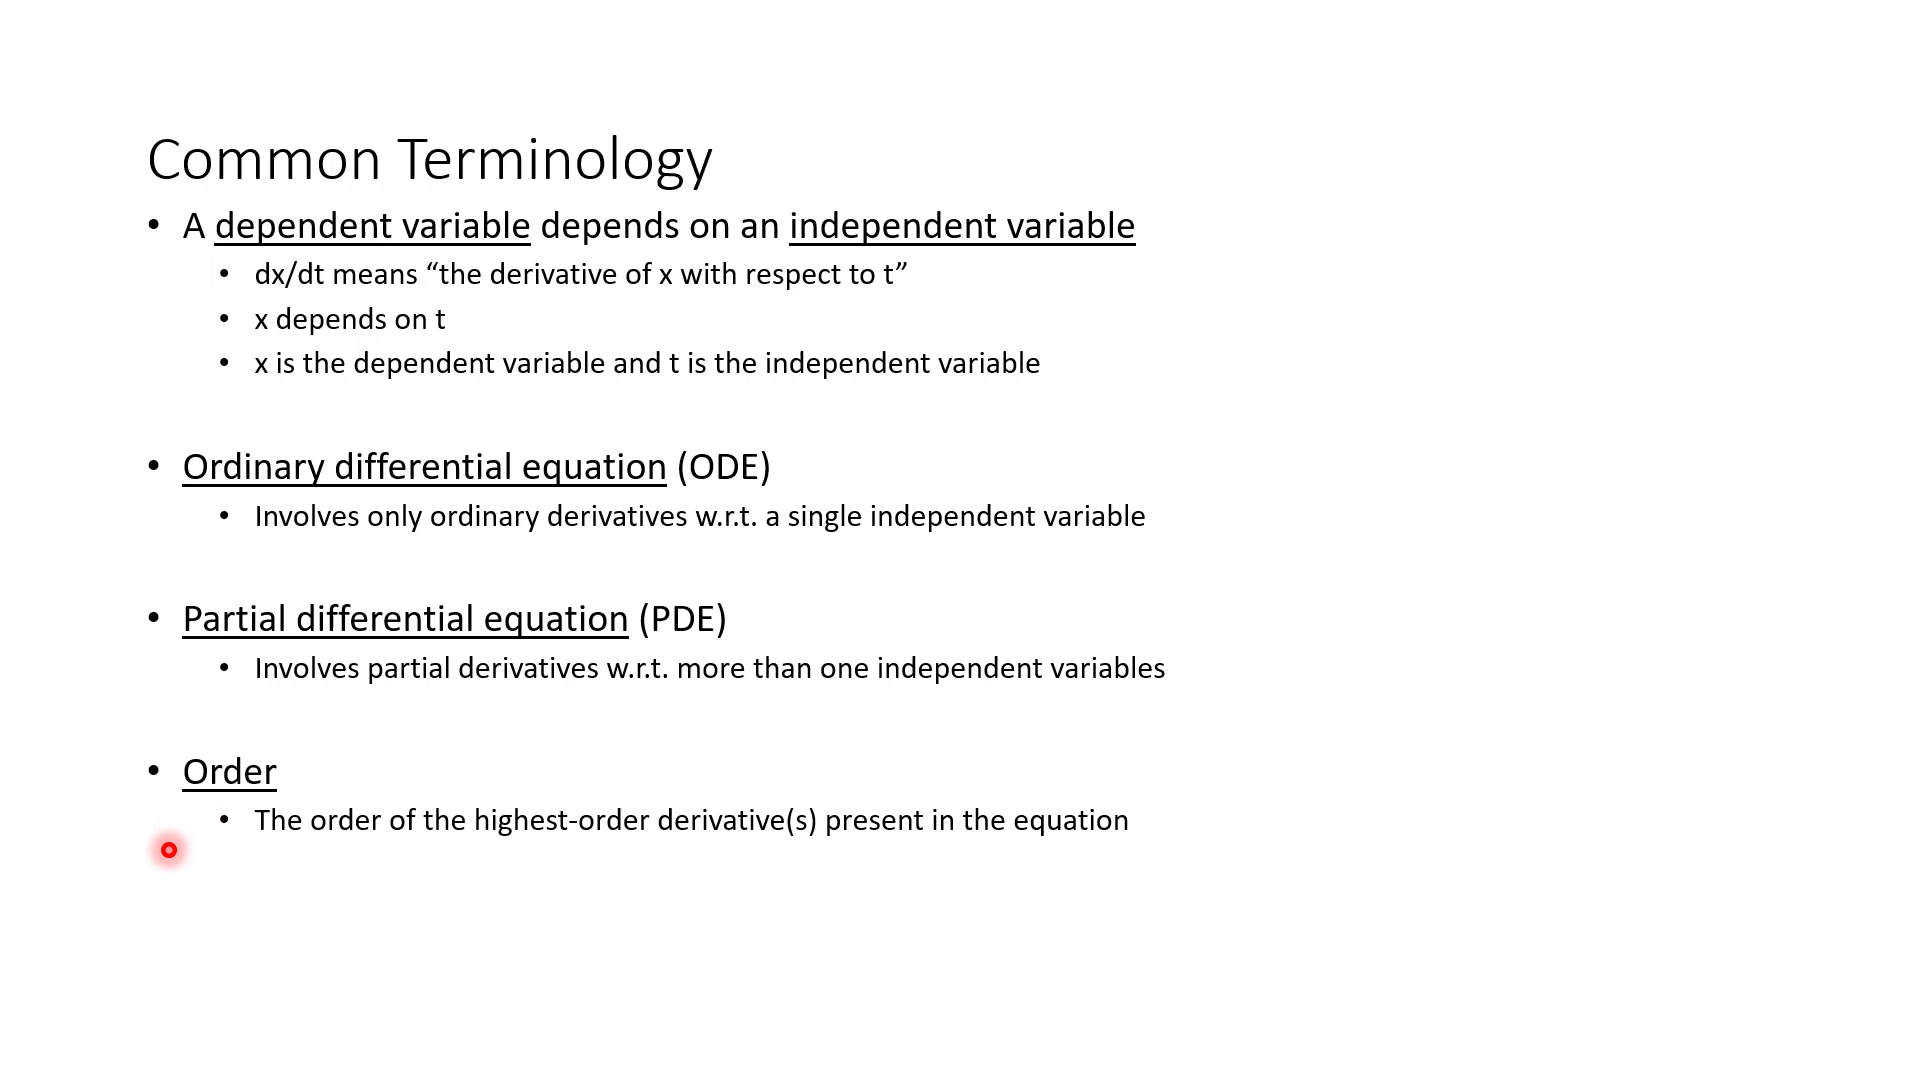 Common Terminology
• A dependent variable depends on an independent variable
• dx/dt means “the derivative of x with respect to t”
• x depends on t
• x is the dependent variable and t is the independent variable
• Ordinary differential equation (ODE)
• Involves only ordinary derivatives w.r.t. a single independent variable
• Partial differential equation (PDE)
• Involves partial derivatives w.r.t. more than one independent variables
• Order
• The order of the highest-order derivative(s) present in the equation